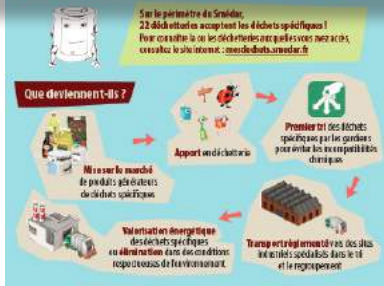 Sur le périmètre du Smédar,
22 déchetteries acceptent les déchets spécifiques !
Pour connaître la ou les déchetteries auxquelles vous avez accès,
consultez le site internet : mesdechets.smedar.fr
Que deviennent-ils ?
Mise sur le marché
de produits générateurs
de déchets spécifiques
Apport en déchetterie
Premier tri des déchets
spécifiques par les gardiens
pour éviter les incompatibilités
chimiques
Transport réglementé vers des sites
industriels spécialisés dans le tri
et le regroupement
Valorisation énergétique
des déchets spécifiques
ou élimination dans des conditions
respectueuses de l'environnement